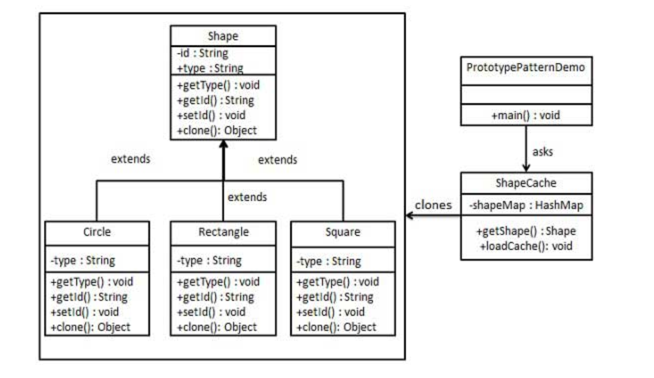 Shape
-id : String
+type : String
+getType() : void
+getId() : String
+setId() : void
+clone(): Object
extends
extends
extends
Circle
-type : String
+getType() : void
+getId() : String
+setId() : void
+clone(): Object
Rectangle
-type : String
+getType() : void
+getId() : String
+setId() : void
+clone(): Object
Square
-type : String
+getType() : void
+getId() : String
+setId() : void
+clone(): Object
PrototypePatternDemo
+main() : void
asks
clones
ShapeCache
-shapeMap : HashMap
+getShape() : Shape
+loadCache(): void